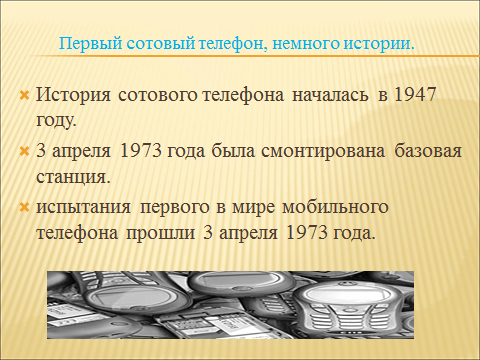 Первый сотовый телефон, немного истории.
История сотового телефона началась в 1947
году.
3 апреля 1973 года была смонтирована базовая
станция.
испытания первого в мире мобильного
телефона прошли 3 апреля 1973 года.